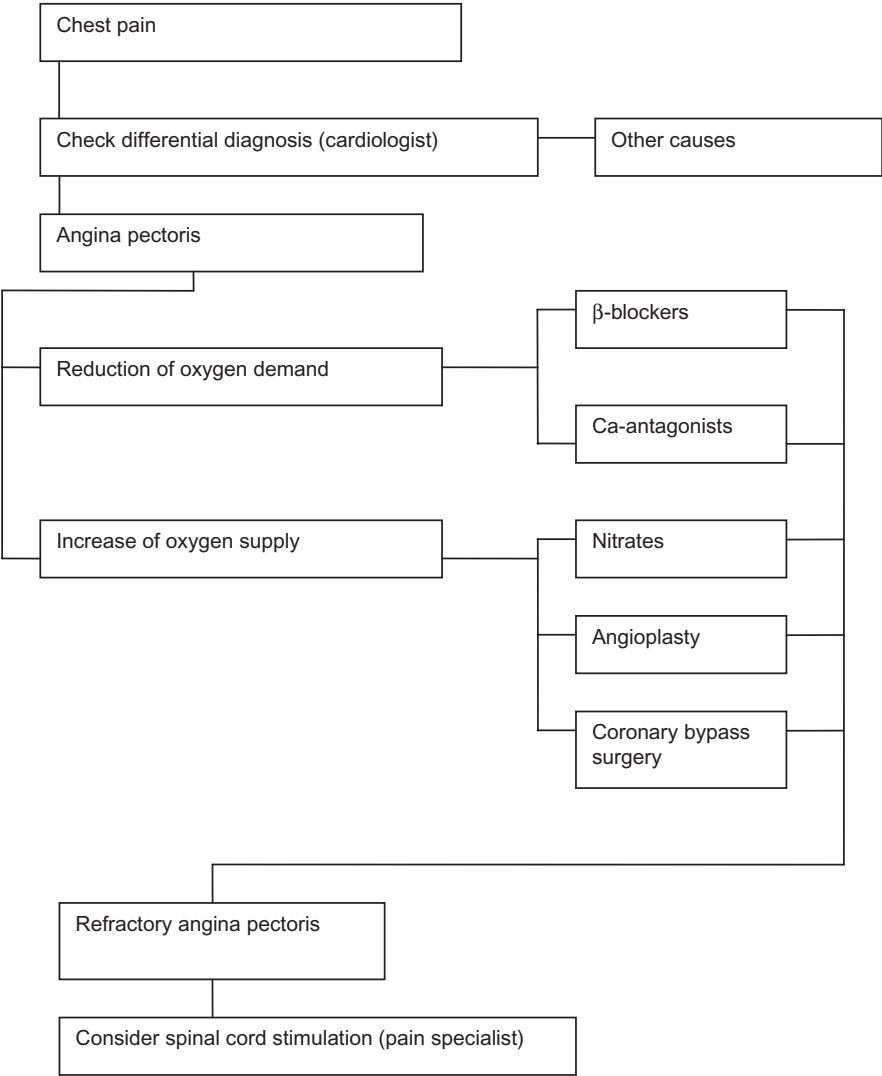 Chest pain
Check differential diagnosis (cardiologist)
Other causes
Angina pectoris
β-blockers
Reduction of oxygen demand
Ca-antagonists
Increase of oxygen supply
Nitrates
Angioplasty
Coronary bypass
surgery
Refractory angina pectoris
Consider spinal cord stimulation (pain specialist)